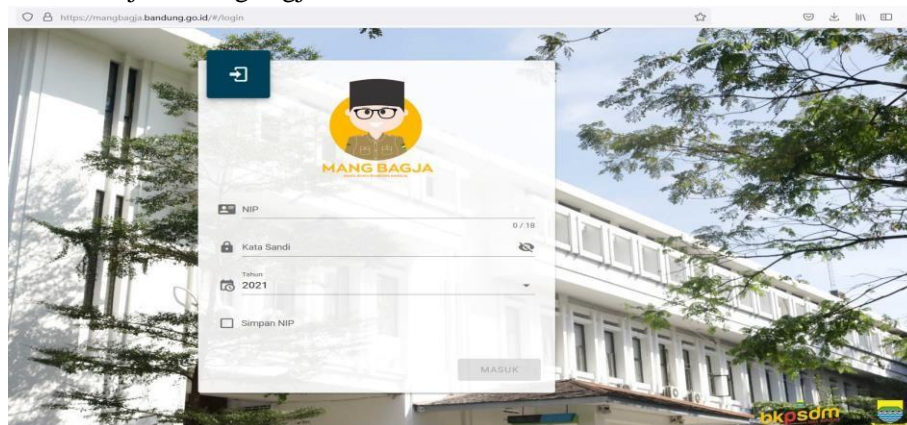 https://mangbagja.bandung.go.id/#/login
MANG BAGJA
NIP
0 / 18
Kata Sandi
Tahun
2021
Simpan NIP
MASUK
bkpsdm